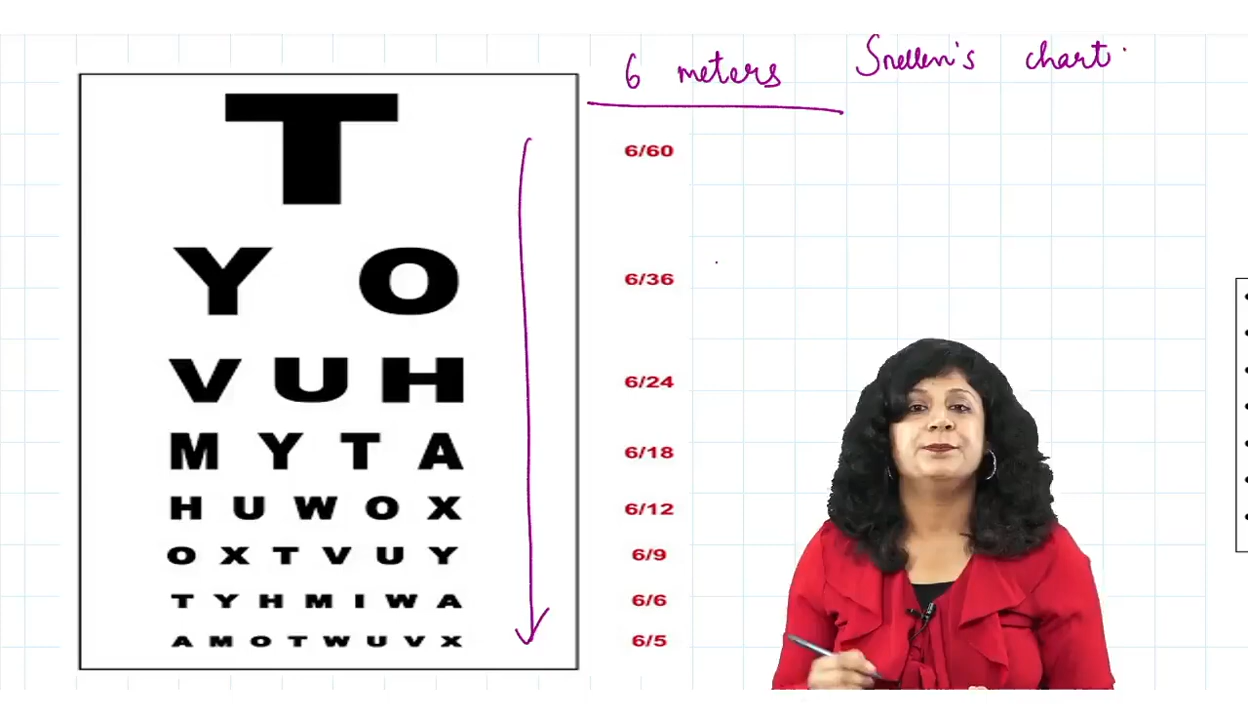 6 meters Snellen's chart
T 6/60
Y O 6/36
V U H 6/24
M Y T A 6/18
H U W O X 6/12
O X T V U Y 6/9
T Y H M I W A 6/6
A M O T W U V X 6/5